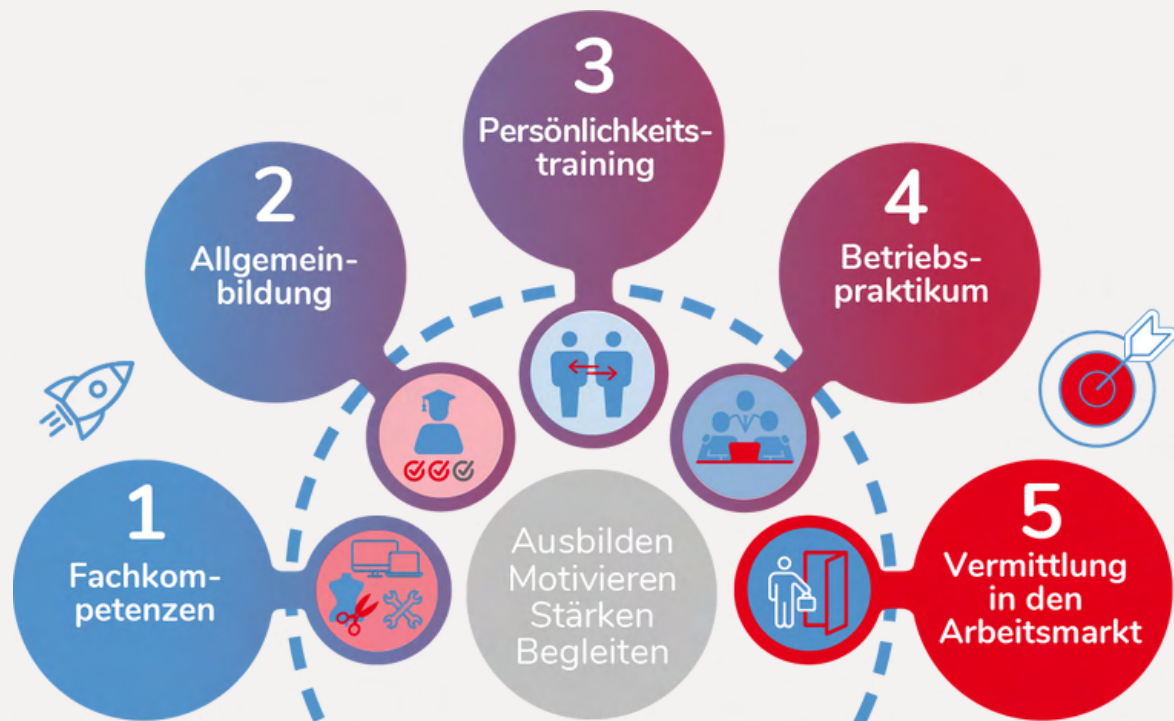 1
Fachkom-
petenzen
2
Allgemein-
bildung
3
Persönlichkeits-
training
4
Betriebs-
praktikum
5
Vermittlung
in den
Arbeitsmarkt
Ausbilden
Motivieren
Stärken
Begleiten